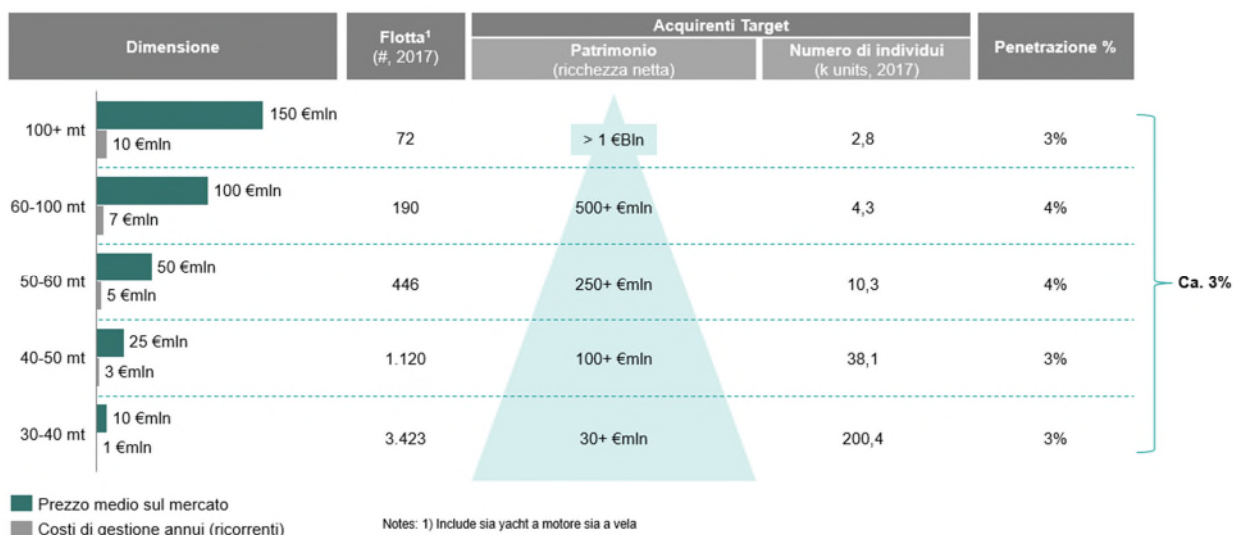 Dimensione
Flotta¹
(#, 2017)
Acquirenti Target
Patrimonio
(ricchezza netta)
Numero di individui
(k units, 2017)
Penetrazione %
100+ mt
150 €mln
10 €mln
72
> 1 €Bln
2,8
3%
60-100 mt
100 €mln
7 €mln
190
500+ €mln
4,3
4%
50-60 mt
50 €mln
5 €mln
446
250+ €mln
10,3
4%
Ca. 3%
40-50 mt
25 €mln
3 €mln
1.120
100+ €mln
38,1
3%
30-40 mt
10 €mln
1 €mln
3.423
30+ €mln
200,4
3%
Prezzo medio sul mercato
Costi di gestione annui (ricorrenti)
Notes: 1) Include sia yacht a motore sia a vela